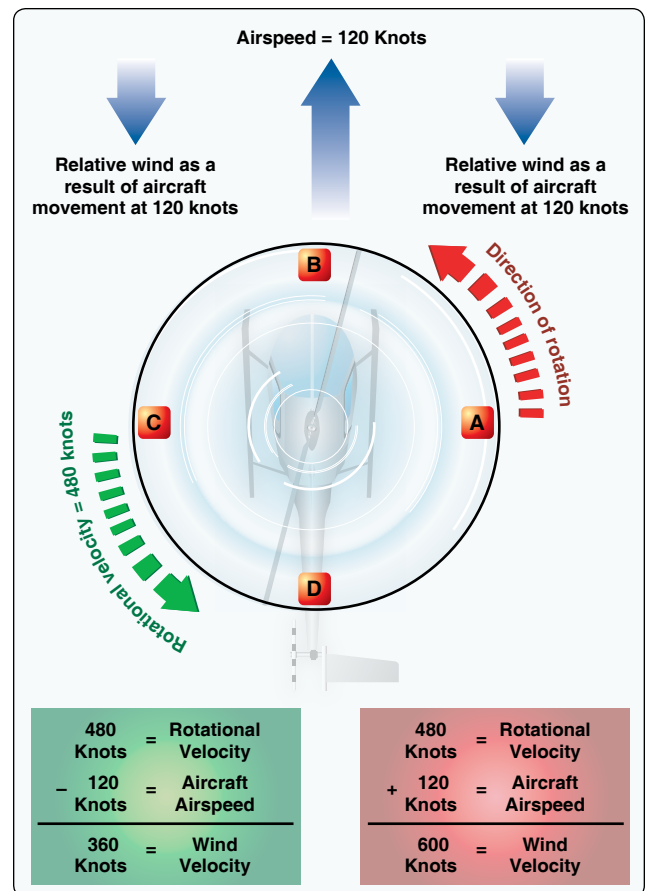 Airspeed = 120 Knots
Relative wind as a
result of aircraft
movement at 120 knots
Relative wind as a
result of aircraft
movement at 120 knots
B
Direction of rotation
C
A
Rotational velocity = 480 knots
D
480 Knots = Rotational Velocity
– 120 Knots = Aircraft Airspeed
360 Knots = Wind Velocity
480 Knots = Rotational Velocity
+ 120 Knots = Aircraft Airspeed
600 Knots = Wind Velocity